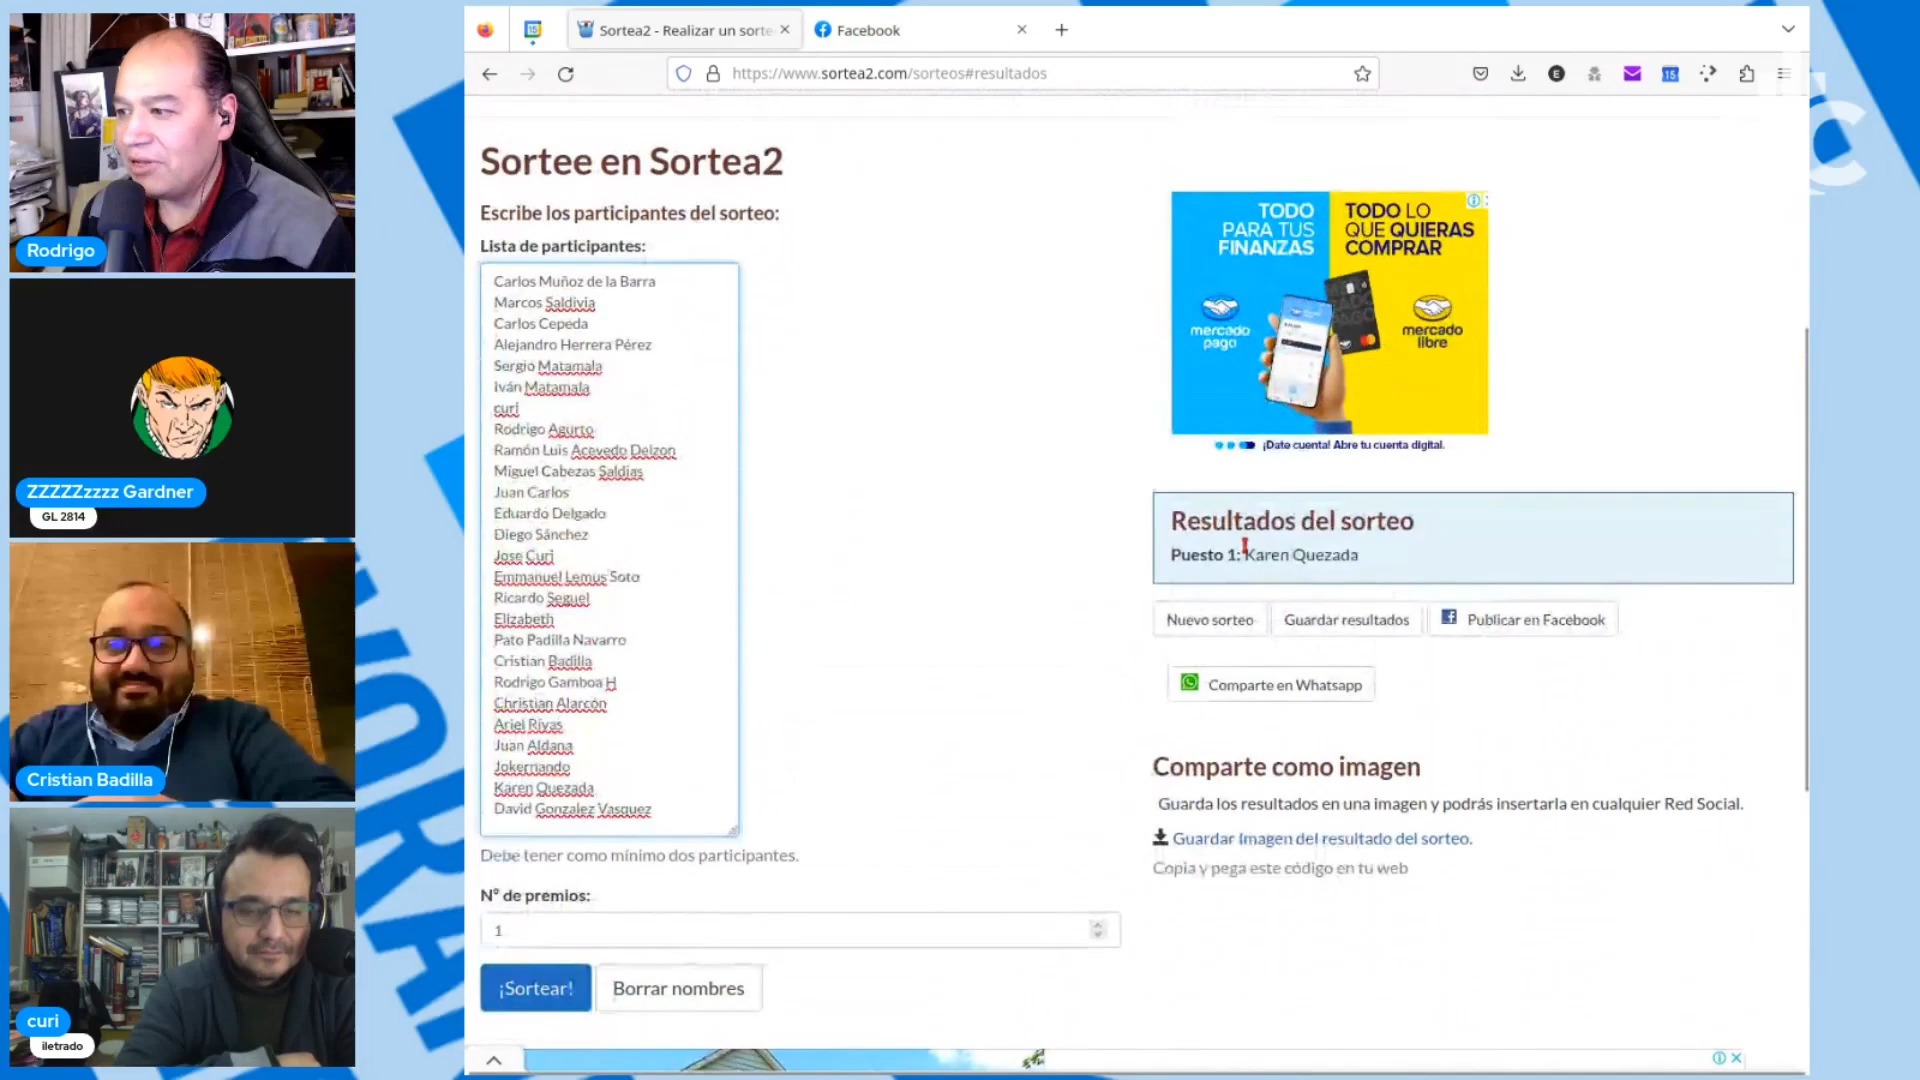 Rodrigo
ZZZZZzzzz Gardner
GL 2814
Cristian Badilla
curi
iletrado
Sortea2 - Realizar un sorte
Facebook
https://www.sortea2.com/sorteos#resultados
Sortee en Sortea2
Escribe los participantes del sorteo:
Lista de participantes:
Carlos Muñoz de la Barra
Marcos Saldivia
Carlos Cepeda
Alejandro Herrera Pérez
Sergio Matamala
Iván Matamala
curi
Rodrigo Agurto
Ramón Luis Acevedo Delzon
Miguel Cabezas Saldias
Juan Carlos
Eduardo Delgado
Diego Sánchez
Jose Curi
Emmanuel Lemus Soto
Ricardo Seguel
Elizabeth
Pato Padilla Navarro
Cristian Badilla
Rodrigo Gamboa H
Christian Alarcón
Ariel Rivas
Juan Aldana
Jokernando
Karen Quezada
David Gonzalez Vasquez
Debe tener como mínimo dos participantes.
N° de premios:
1
¡Sortear!
Borrar nombres
TODO
PARA TUS
FINANZAS
mercado
pago
TODO LO
QUE QUIERAS
COMPRAR
mercado
libre
¡Date cuenta! Abre tu cuenta digital.
Resultados del sorteo
Puesto 1: Karen Quezada
Nuevo sorteo
Guardar resultados
Publicar en Facebook
Comparte en Whatsapp
Comparte como imagen
Guarda los resultados en una imagen y podrás insertarla en cualquier Red Social.
Guardar Imagen del resultado del sorteo.
Copia y pega este código en tu web